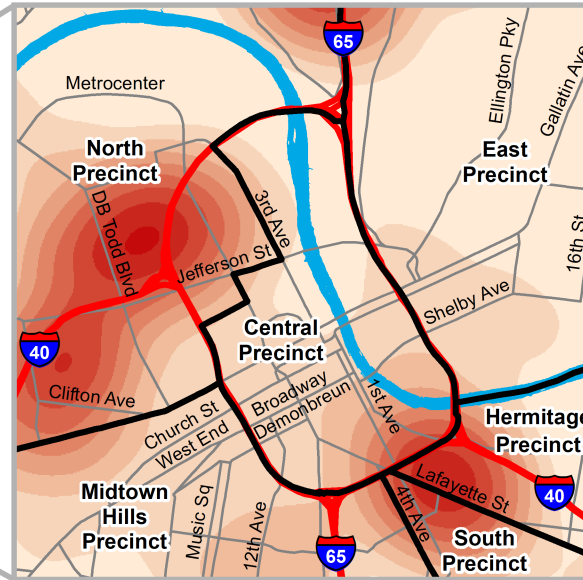 65
Ellington Pky
Gallatin Ave
Metrocenter
North
Precinct
East
Precinct
DB Todd Blvd
3rd Ave
16th St
Jefferson St
Shelby Ave
Central
Precinct
40
Clifton Ave
Broadway
Demonbreun
1st Ave
Church St
West End
Hermitage
Precinct
Midtown
Hills
Precinct
Music Sq
12th Ave
4th Ave
Lafayette St
40
South
Precinct
65